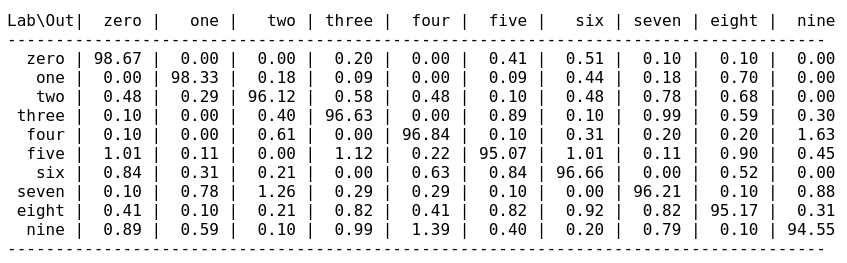 Lab\Out|  zero |   one |   two | three |  four |  five |   six | seven | eight |  nine
-------------------------------------------------------------------------------------
  zero | 98.67 |  0.00 |  0.00 |  0.20 |  0.00 |  0.41 |  0.51 |  0.10 |  0.10 |  0.00
   one |  0.00 | 98.33 |  0.18 |  0.09 |  0.00 |  0.09 |  0.44 |  0.18 |  0.70 |  0.00
   two |  0.48 |  0.29 | 96.12 |  0.58 |  0.48 |  0.10 |  0.48 |  0.78 |  0.68 |  0.00
 three |  0.10 |  0.00 |  0.40 | 96.63 |  0.00 |  0.89 |  0.10 |  0.99 |  0.59 |  0.30
  four |  0.10 |  0.00 |  0.61 |  0.00 | 96.84 |  0.10 |  0.31 |  0.20 |  0.20 |  1.63
  five |  1.01 |  0.11 |  0.00 |  1.12 |  0.22 | 95.07 |  1.01 |  0.11 |  0.90 |  0.45
   six |  0.84 |  0.31 |  0.21 |  0.00 |  0.63 |  0.84 | 96.66 |  0.00 |  0.52 |  0.00
 seven |  0.10 |  0.78 |  1.26 |  0.29 |  0.29 |  0.10 |  0.00 | 96.21 |  0.10 |  0.88
 eight |  0.41 |  0.10 |  0.21 |  0.82 |  0.41 |  0.82 |  0.92 |  0.82 | 95.17 |  0.31
  nine |  0.89 |  0.59 |  0.10 |  0.99 |  1.39 |  0.40 |  0.20 |  0.79 |  0.10 | 94.55
-------------------------------------------------------------------------------------